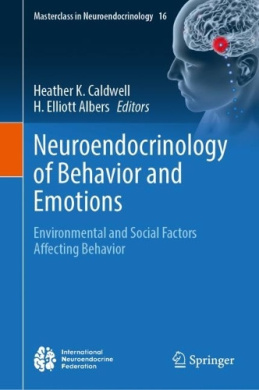 Masterclass in Neuroendocrinology 16
Heather K. Caldwell
H. Elliott Albers Editors
Neuroendocrinology
of Behavior and
Emotions
Environmental and Social Factors
Affecting Behavior
International
Neuroendocrine
Federation
Springer